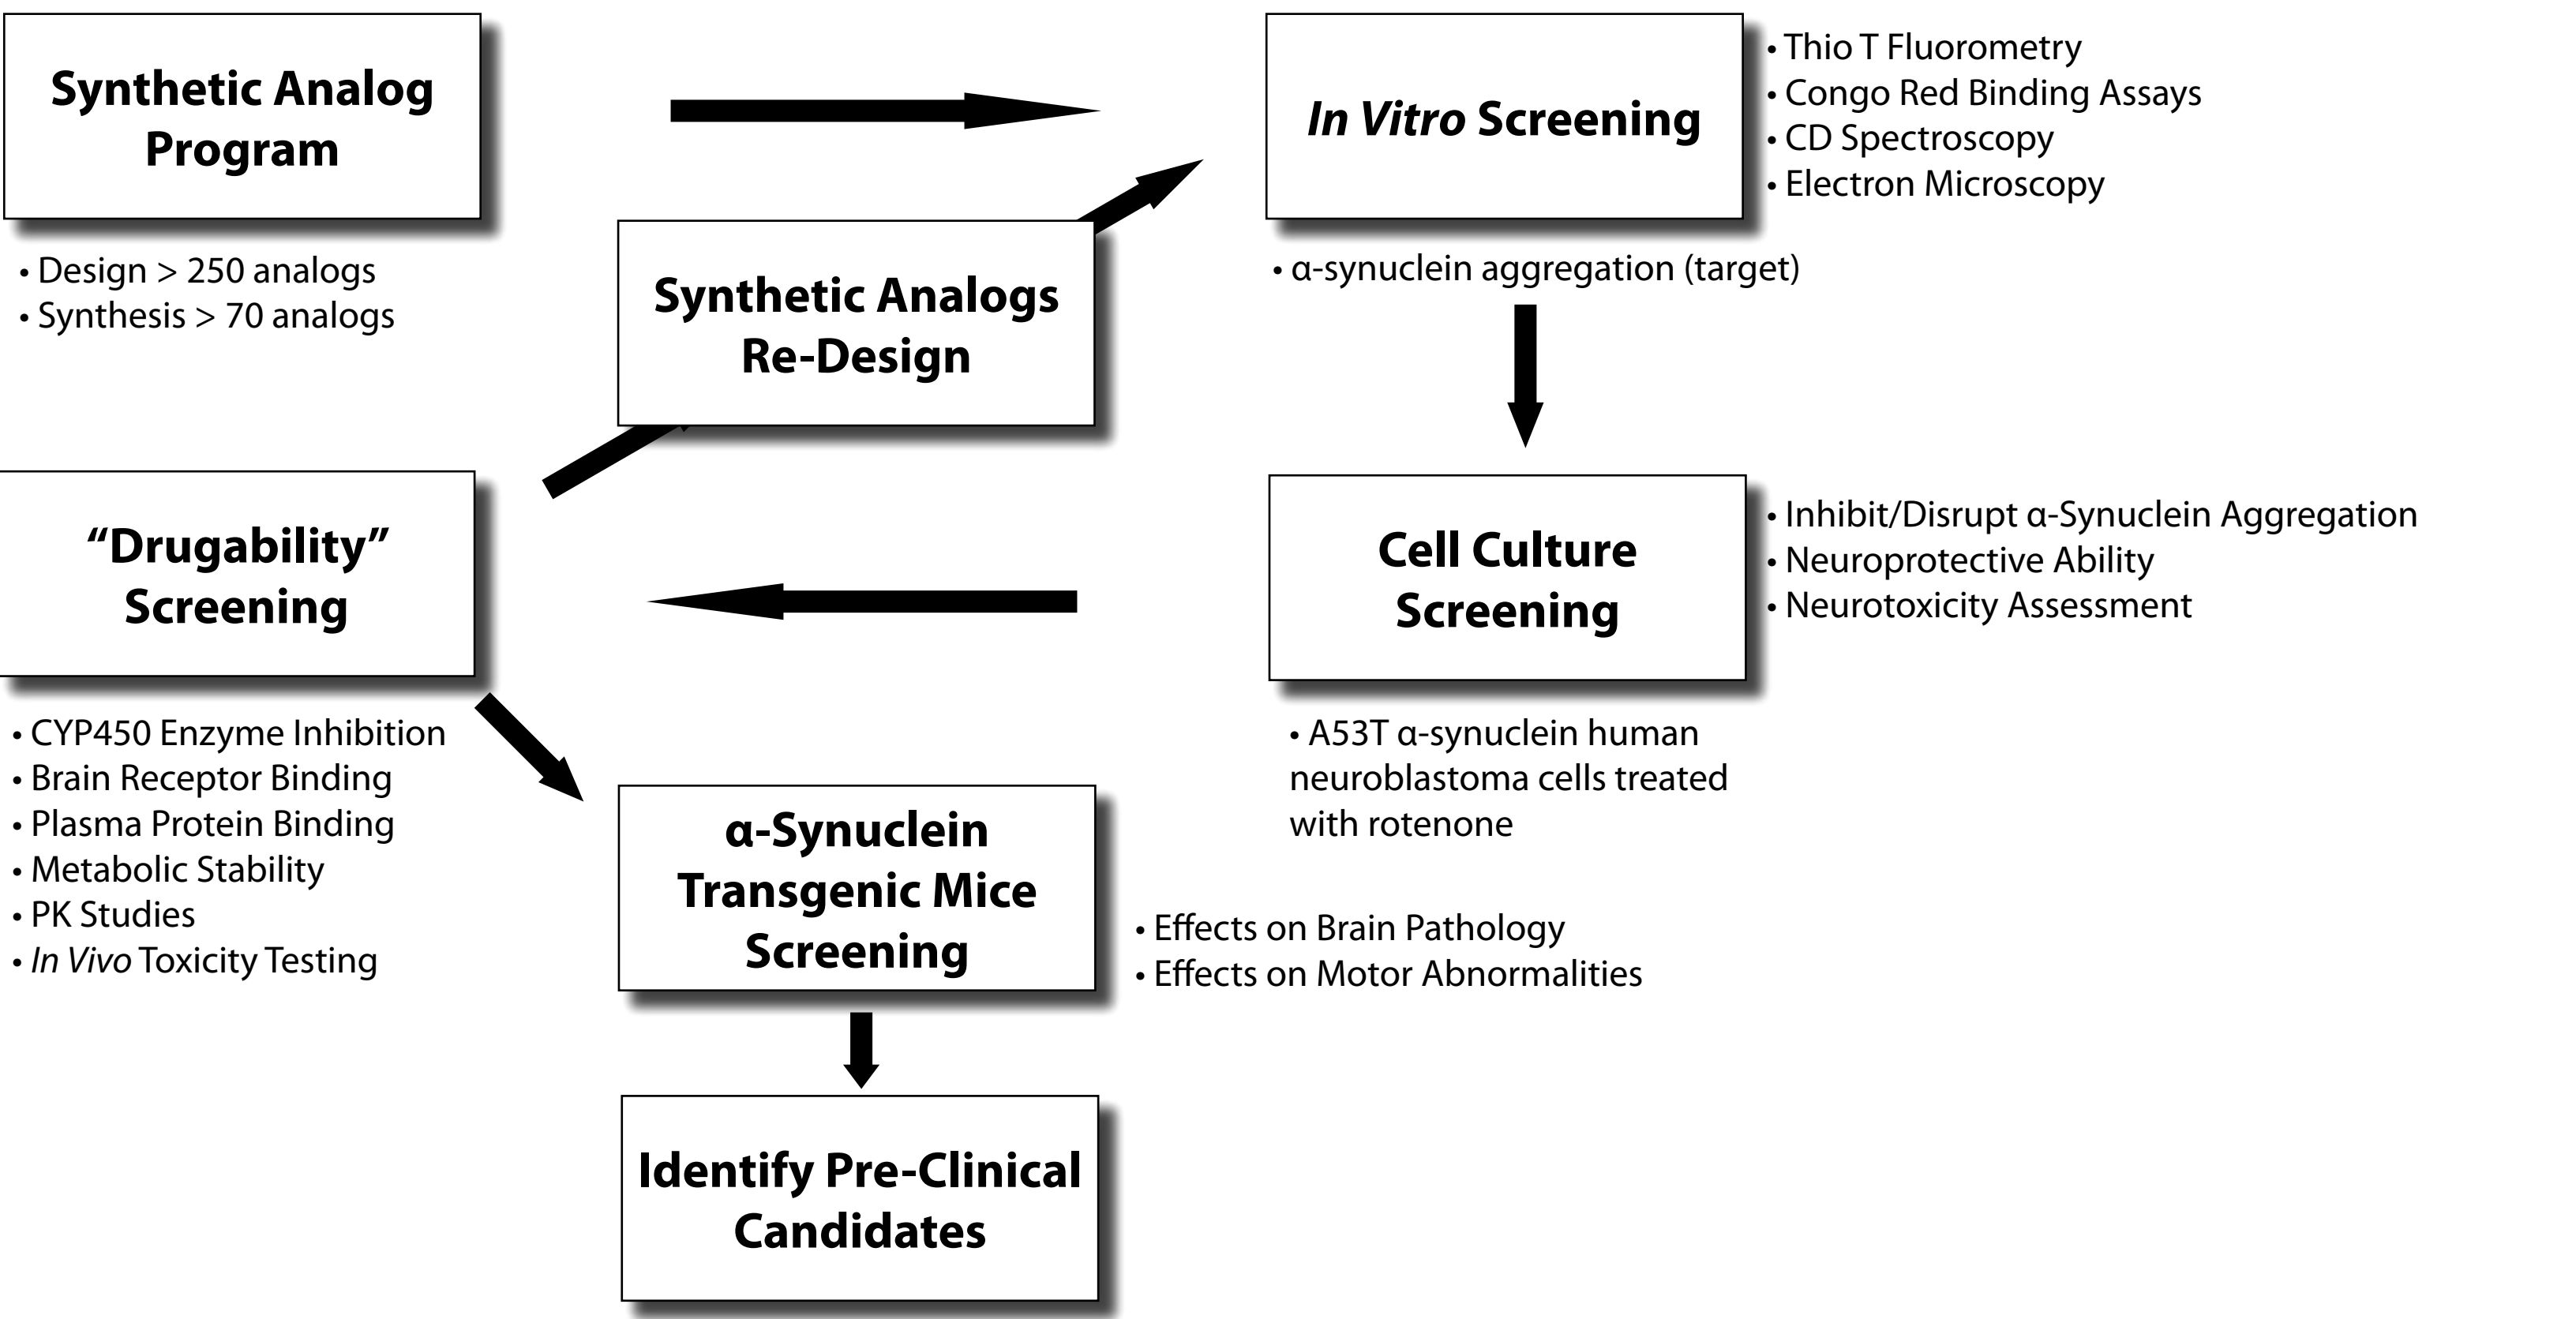 Synthetic Analog
Program
• Design > 250 analogs
• Synthesis > 70 analogs
In Vitro Screening
• Thio T Fluorometry
• Congo Red Binding Assays
• CD Spectroscopy
• Electron Microscopy
• α-synuclein aggregation (target)
Synthetic Analogs
Re-Design
“Drugability”
Screening
• CYP450 Enzyme Inhibition
• Brain Receptor Binding
• Plasma Protein Binding
• Metabolic Stability
• PK Studies
• In Vivo Toxicity Testing
Cell Culture
Screening
• Inhibit/Disrupt α-Synuclein Aggregation
• Neuroprotective Ability
• Neurotoxicity Assessment
• A53T α-synuclein human
neuroblastoma cells treated
with rotenone
α-Synuclein
Transgenic Mice
Screening
• Effects on Brain Pathology
• Effects on Motor Abnormalities
Identify Pre-Clinical
Candidates